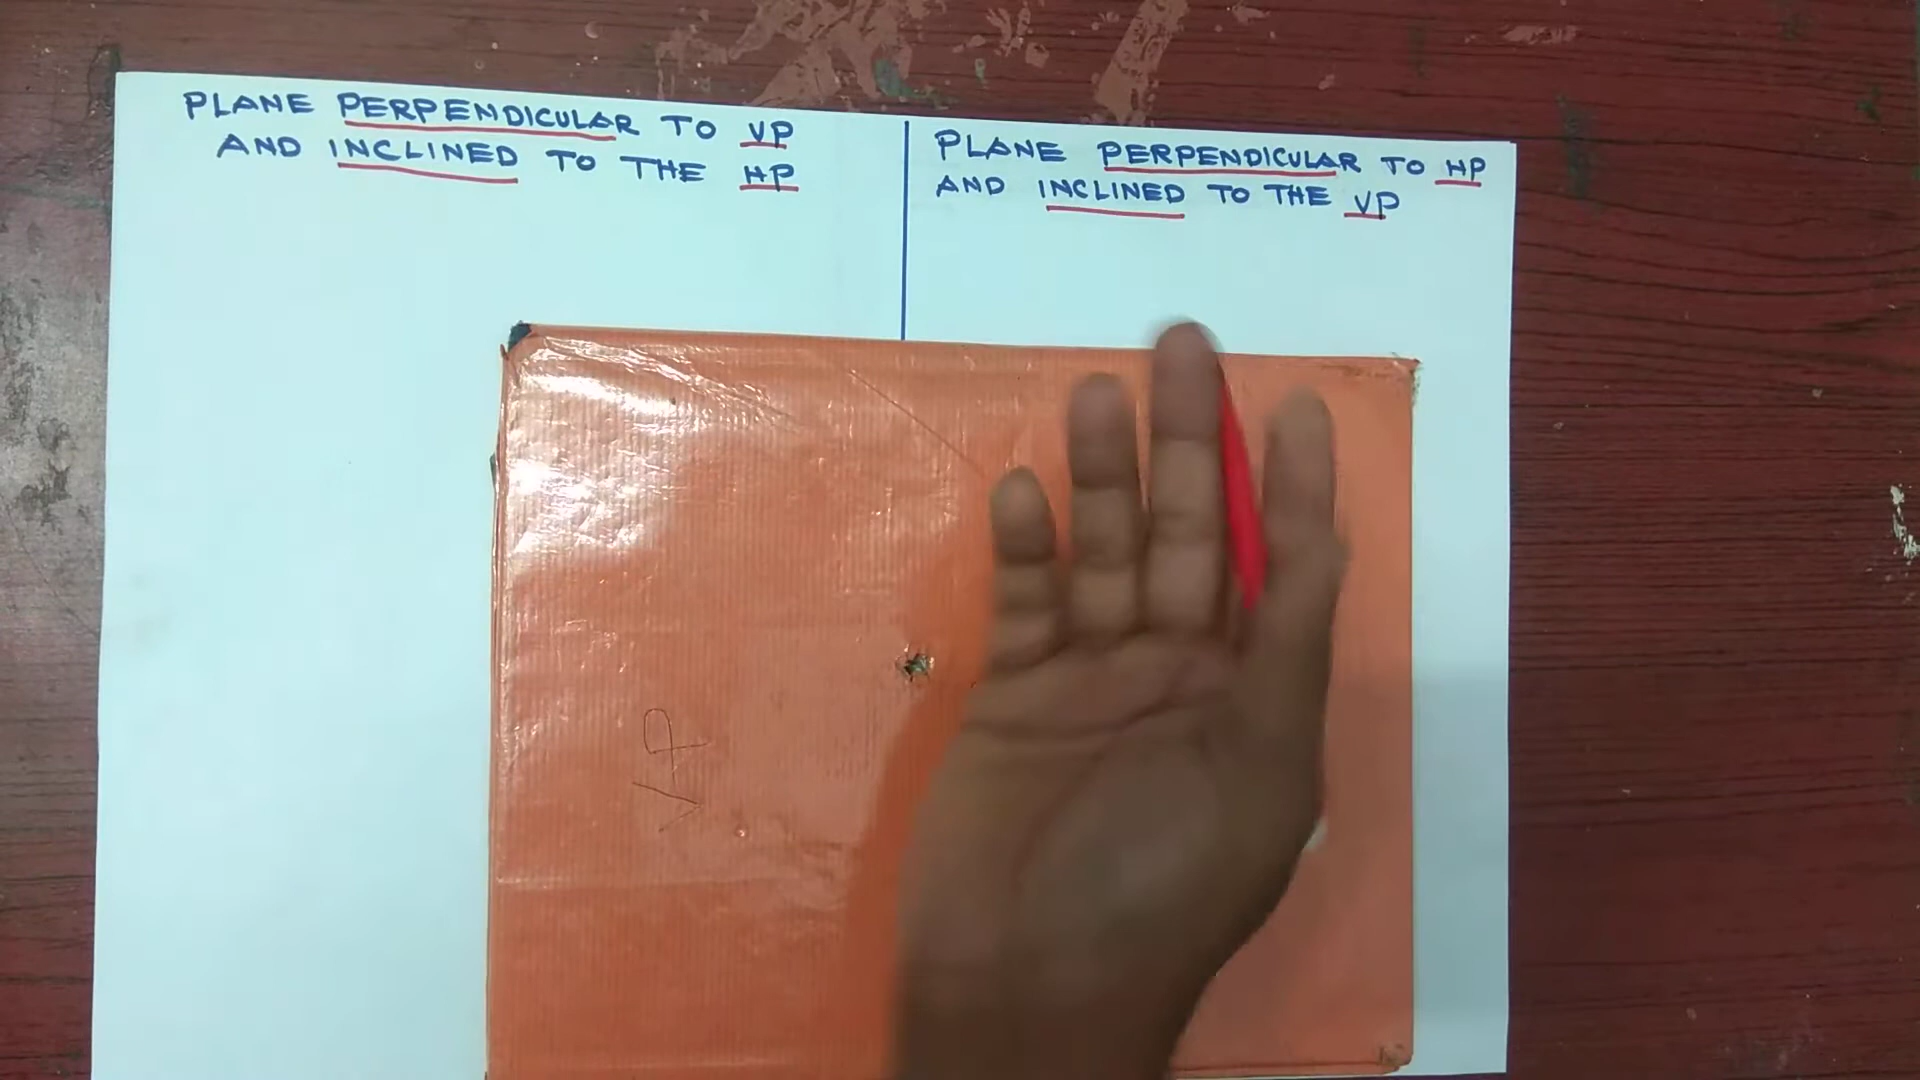 PLANE PERPENDICULAR TO VP
AND INCLINED TO THE HP
PLANE PERPENDICULAR TO HP
AND INCLINED TO THE VP
VP